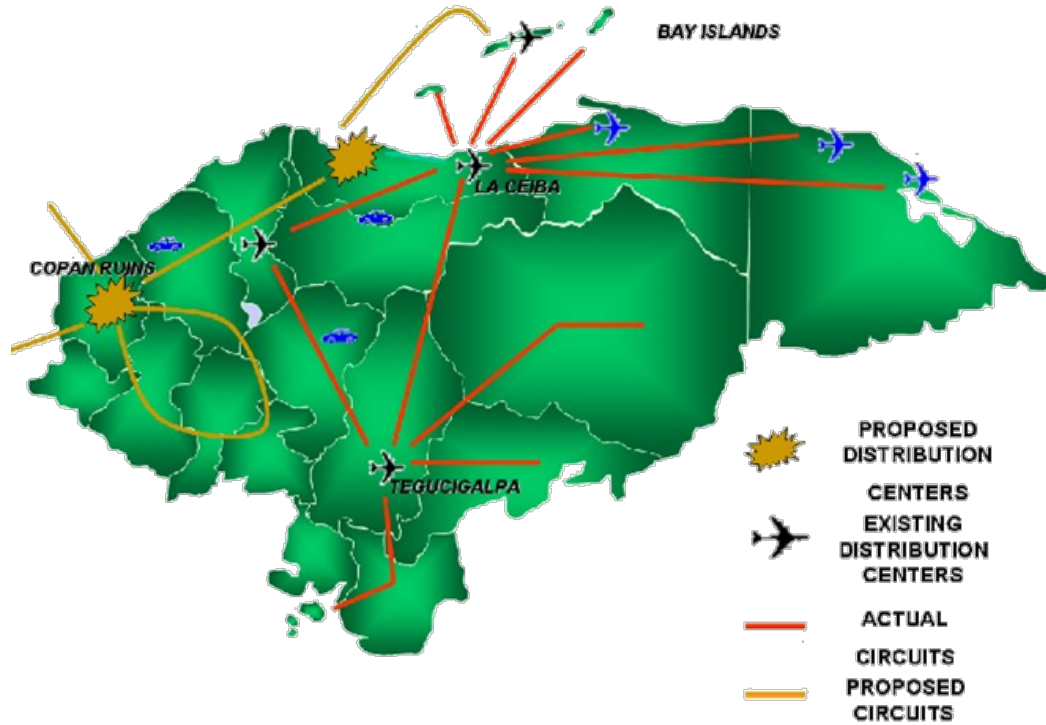 BAY ISLANDS
LA CEIBA
COPAN RUINS
TEGUCIGALPA
PROPOSED
DISTRIBUTION
CENTERS
EXISTING
DISTRIBUTION
CENTERS
ACTUAL
CIRCUITS
PROPOSED
CIRCUITS